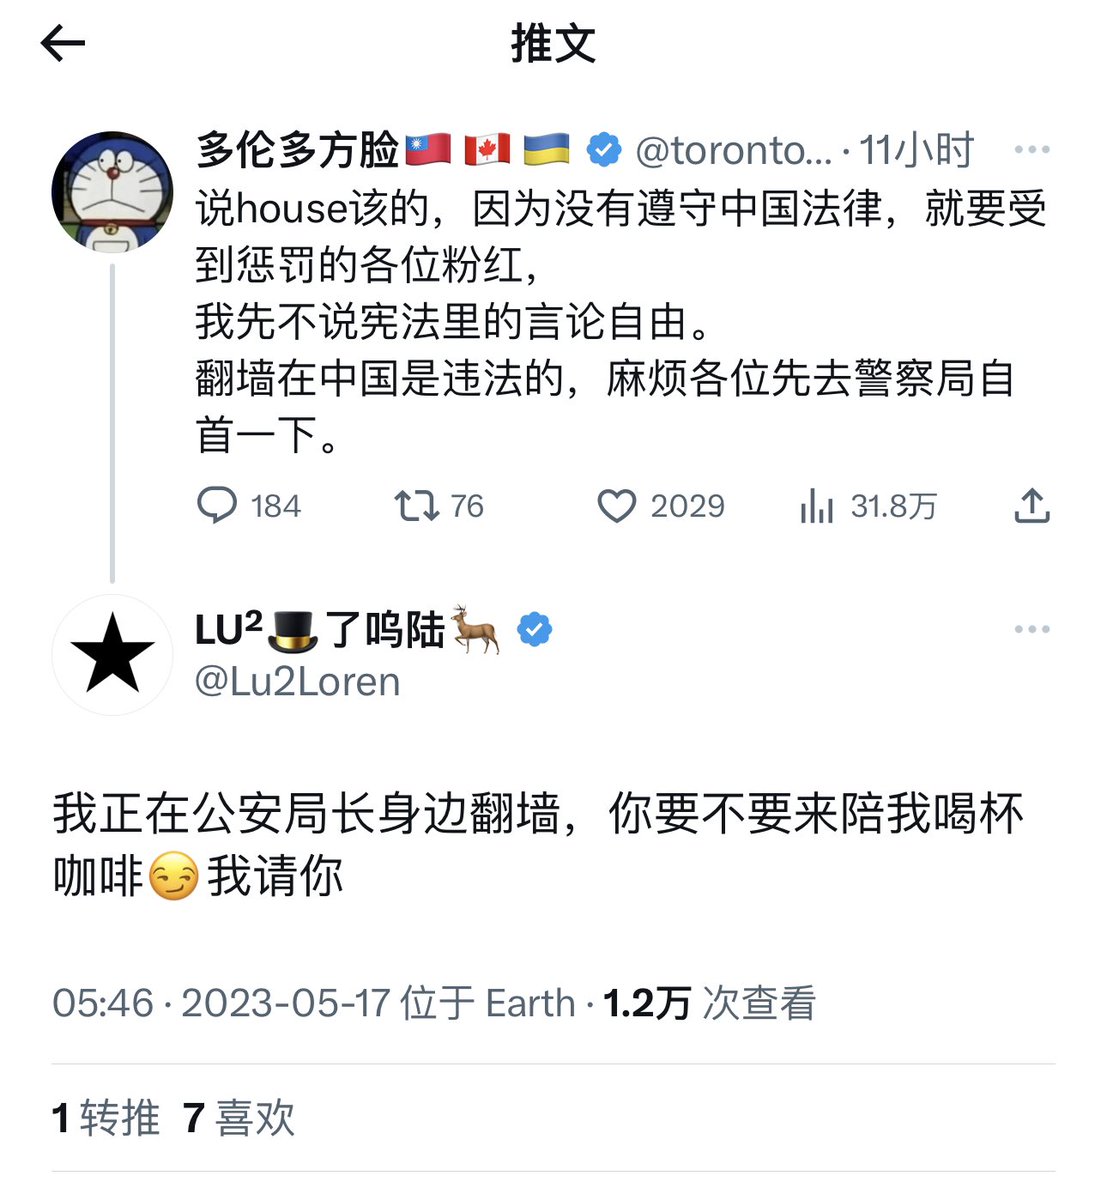 推文
多伦多方脸🇹🇼 🇨🇦 🇺🇦 @toronto... · 11小时
说house该的，因为没有遵守中国法律，就要受
到惩罚的各位粉红，
我先不说宪法里的言论自由。
翻墙在中国是违法的，麻烦各位先去警察局自
首一下。
184 76 2029 31.8万
LU²🎩了呜陆🦌
@Lu2Loren
我正在公安局长身边翻墙，你要不要来陪我喝杯
咖啡😏我请你
05:46 · 2023-05-17 位于 Earth · 1.2万 次查看
1 转推 7 喜欢